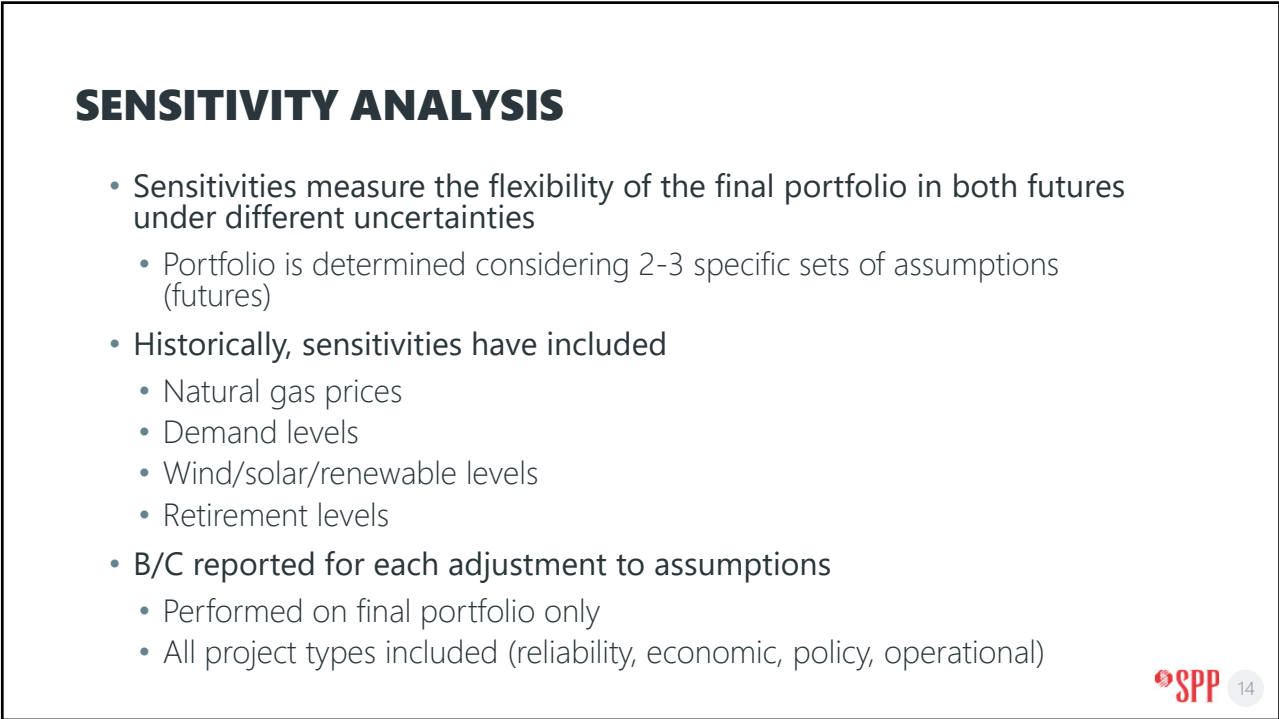 SENSITIVITY ANALYSIS
• Sensitivities measure the flexibility of the final portfolio in both futures
under different uncertainties
• Portfolio is determined considering 2-3 specific sets of assumptions
(futures)
• Historically, sensitivities have included
• Natural gas prices
• Demand levels
• Wind/solar/renewable levels
• Retirement levels
• B/C reported for each adjustment to assumptions
• Performed on final portfolio only
• All project types included (reliability, economic, policy, operational)
SPP 14